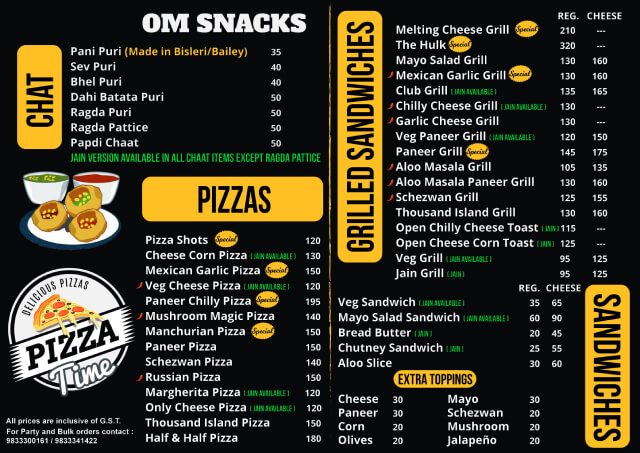 OM SNACKS
CHAT
Pani Puri (Made in Bisleri/Bailey) 35
Sev Puri 40
Bhel Puri 40
Dahi Batata Puri 50
Ragda Puri 50
Ragda Pattice 50
Papdi Chaat 50
JAIN VERSION AVAILABLE IN ALL CHAAT ITEMS EXCEPT RAGDA PATTICE
PIZZAS
Pizza Shots Special 120
Cheese Corn Pizza ( JAIN AVAILABLE ) 130
Mexican Garlic Pizza Special 150
Veg Cheese Pizza ( JAIN AVAILABLE ) 120
Paneer Chilly Pizza Special 195
Mushroom Magic Pizza 140
Manchurian Pizza Special 150
Paneer Pizza 150
Schezwan Pizza 140
Russian Pizza 150
Margherita Pizza ( JAIN AVAILABLE ) 120
Only Cheese Pizza ( JAIN AVAILABLE ) 120
Thousand Island Pizza 150
Half & Half Pizza 180
DELICIOUS PIZZAS
PIZZA
Time
All prices are inclusive of G.S.T.
For Party and Bulk orders contact :
9833300161 / 9833341422
GRILLED SANDWICHES
REG. CHEESE
Melting Cheese Grill Special 210 ---
The Hulk Special 320 ---
Mayo Salad Grill 130 160
Mexican Garlic Grill Special 130 160
Club Grill ( JAIN AVAILABLE ) 135 165
Chilly Cheese Grill ( JAIN AVAILABLE ) 130 ---
Garlic Cheese Grill 130 ---
Veg Paneer Grill ( JAIN AVAILABLE ) 120 150
Paneer Grill Special 145 175
Aloo Masala Grill 105 135
Aloo Masala Paneer Grill 130 160
Schezwan Grill 125 155
Thousand Island Grill 130 160
Open Chilly Cheese Toast ( JAIN ) 115 ---
Open Cheese Corn Toast ( JAIN ) 125 ---
Veg Grill ( JAIN AVAILABLE ) 95 125
Jain Grill ( JAIN ) 95 125
SANDWICHES
REG. CHEESE
Veg Sandwich ( JAIN AVAILABLE ) 35 65
Mayo Salad Sandwich ( JAIN AVAILABLE ) 60 90
Bread Butter ( JAIN ) 20 45
Chutney Sandwich ( JAIN ) 25 55
Aloo Slice 30 60
EXTRA TOPPINGS
Cheese 30 Mayo 30
Paneer 30 Schezwan 20
Corn 20 Mushroom 20
Olives 20 Jalapeño 20